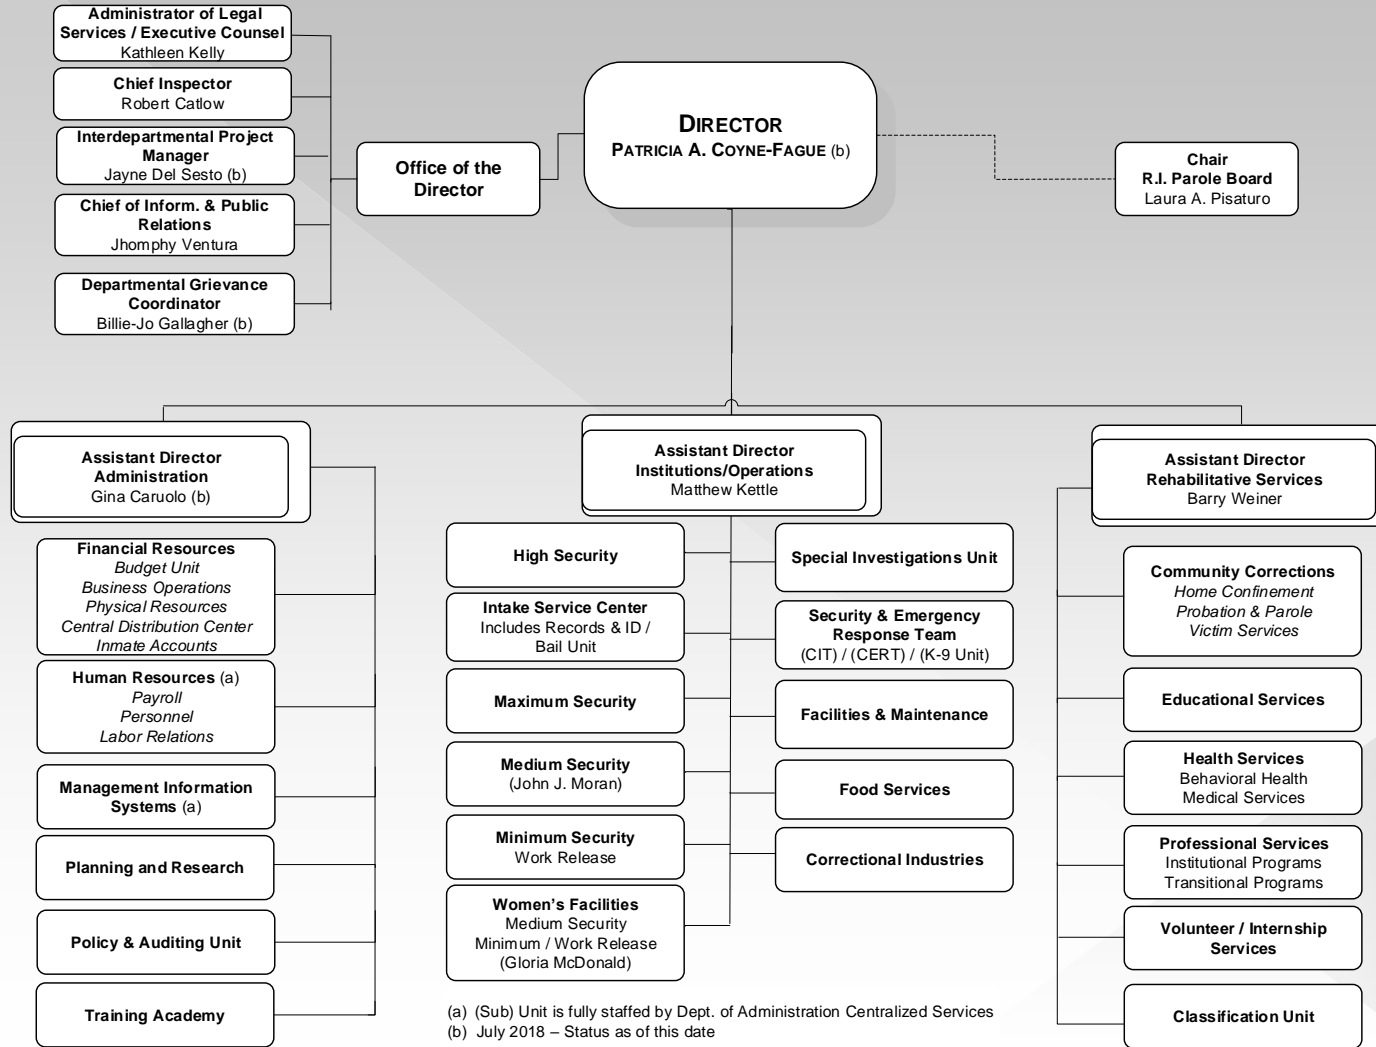 Administrator of Legal
Services / Executive Counsel
Kathleen Kelly
Chief Inspector
Robert Catlow
Interdepartmental Project
Manager
Jayne Del Sesto (b)
Chief of Inform. & Public
Relations
Jhomphy Ventura
Departmental Grievance
Coordinator
Billie-Jo Gallagher (b)
Office of the
Director
DIRECTOR
PATRICIA A. COYNE-FAGUE (b)
Chair
R.I. Parole Board
Laura A. Pisaturo
Assistant Director
Administration
Gina Caruolo (b)
Financial Resources
Budget Unit
Business Operations
Physical Resources
Central Distribution Center
Inmate Accounts
Human Resources (a)
Payroll
Personnel
Labor Relations
Management Information
Systems (a)
Planning and Research
Policy & Auditing Unit
Training Academy
Assistant Director
Institutions/Operations
Matthew Kettle
High Security
Intake Service Center
Includes Records & ID /
Bail Unit
Maximum Security
Medium Security
(John J. Moran)
Minimum Security
Work Release
Women's Facilities
Medium Security
Minimum / Work Release
(Gloria McDonald)
Special Investigations Unit
Security & Emergency
Response Team
(CIT) / (CERT) / (K-9 Unit)
Facilities & Maintenance
Food Services
Correctional Industries
Assistant Director
Rehabilitative Services
Barry Weiner
Community Corrections
Home Confinement
Probation & Parole
Victim Services
Educational Services
Health Services
Behavioral Health
Medical Services
Professional Services
Institutional Programs
Transitional Programs
Volunteer / Internship
Services
Classification Unit
(a) (Sub) Unit is fully staffed by Dept. of Administration Centralized Services
(b) July 2018 – Status as of this date